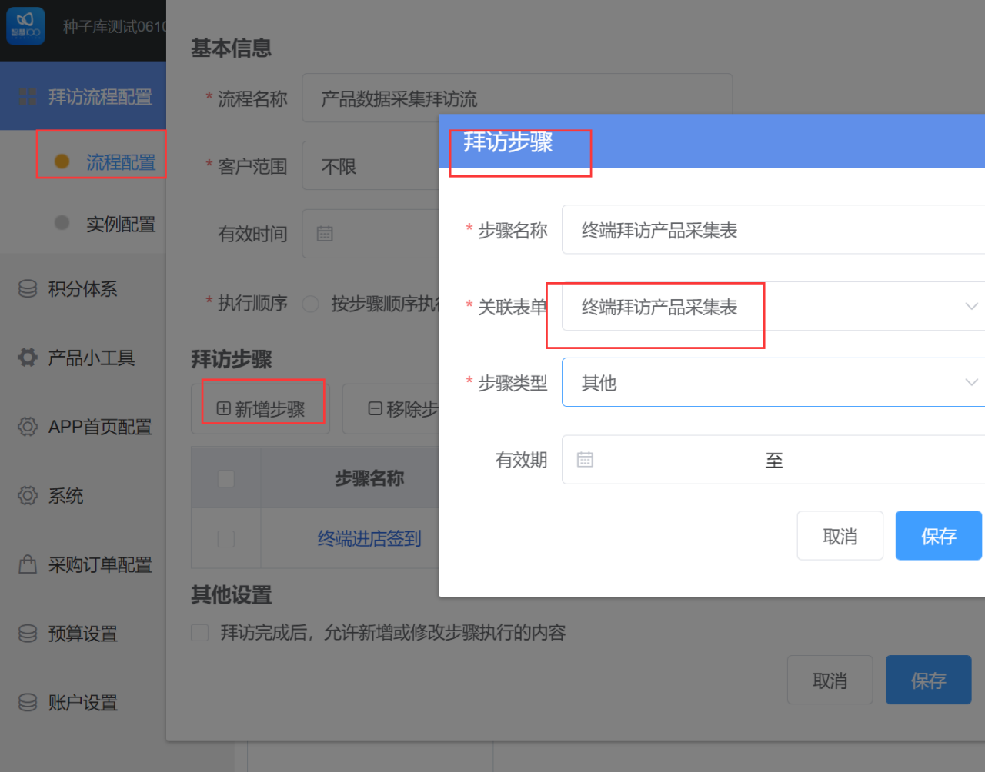 种子库测试0610
基本信息
拜访流程配置
* 流程名称 产品数据采集拜访流
拜访步骤
流程配置
* 客户范围 不限
实例配置
有效时间
* 步骤名称 终端拜访产品采集表
积分体系
* 执行顺序 按步骤顺序执行
* 关联表单 终端拜访产品采集表
产品小工具
拜访步骤
* 步骤类型 其他
新增步骤 移除步
APP首页配置
有效期 至
步骤名称
系统
终端进店签到
取消 保存
采购订单配置
其他设置
预算设置
拜访完成后，允许新增或修改步骤执行的内容
取消 保存
账户设置